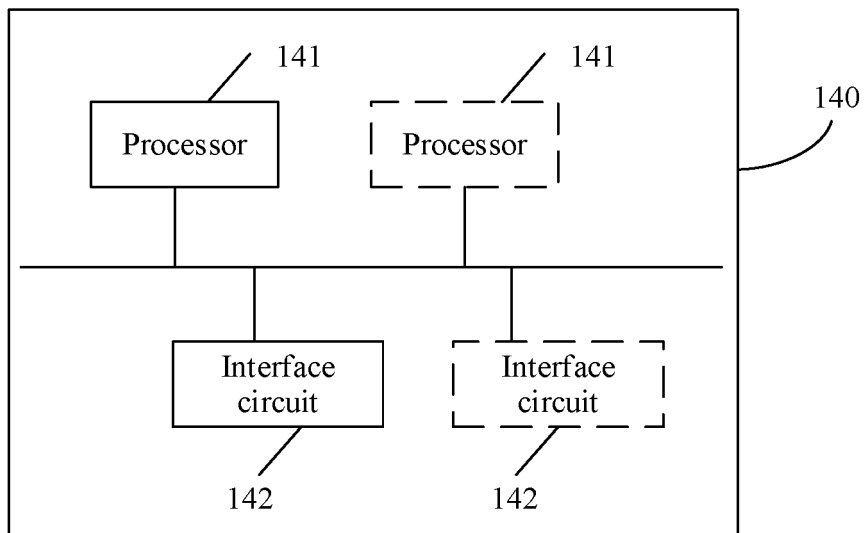 141
141
140
Processor
Processor
Interface
circuit
Interface
circuit
142
142